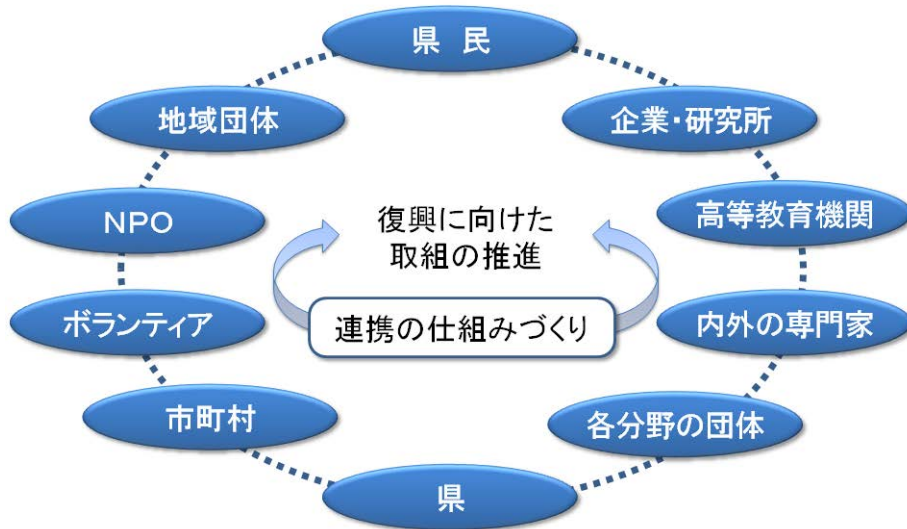 県 民
地域団体
企業・研究所
NPO
高等教育機関
復興に向けた
取組の推進
ボランティア
連携の仕組みづくり
内外の専門家
市町村
各分野の団体
県